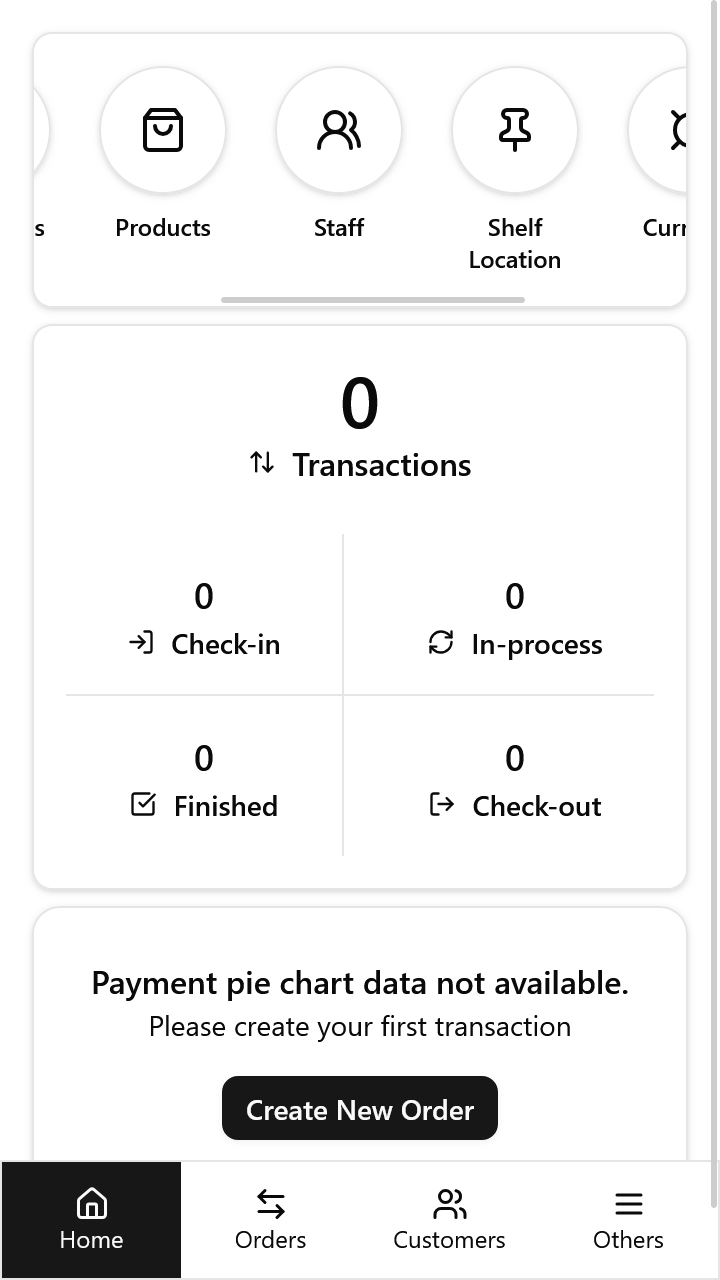 s
Products
Staff
Shelf
Location
Curr
0
Transactions
0
Check-in
0
In-process
0
Finished
0
Check-out
Payment pie chart data not available.
Please create your first transaction
Create New Order
Home
Orders
Customers
Others